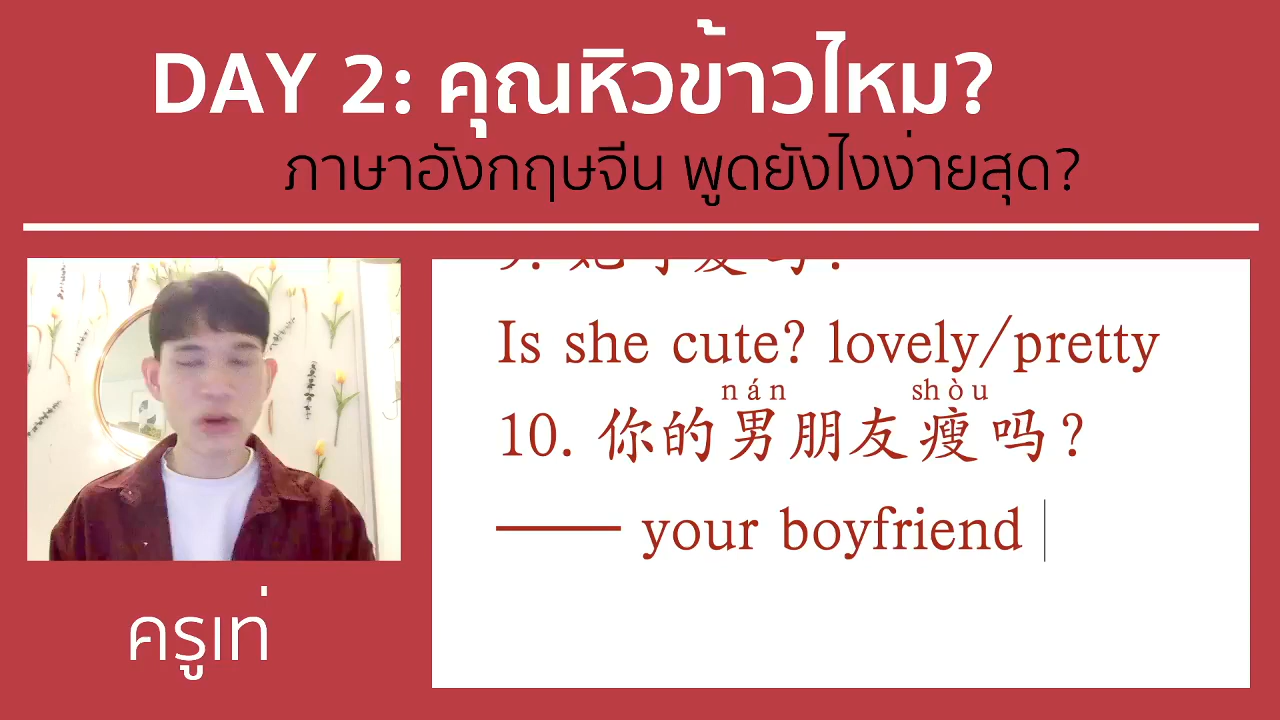 DAY 2: คุณหิวข้าวไหม?
ภาษาอังกฤษจีน พูดยังไงง่ายสุด?
ครูเท่
Is she cute? lovely/pretty
nán shòu
10. 你的男朋友瘦吗?
—— your boyfriend